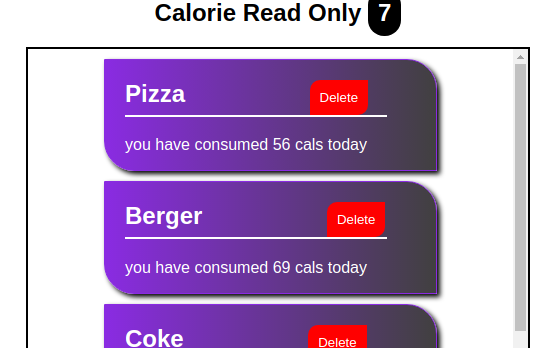 Calorie Read Only 7
Pizza Delete
you have consumed 56 cals today
Berger Delete
you have consumed 69 cals today
Coke Delete